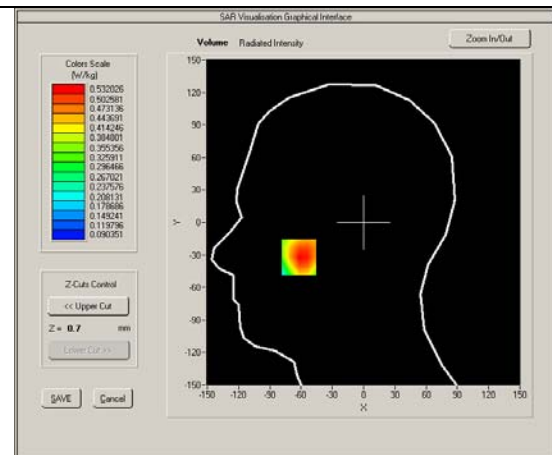 SAR Visualisation Graphical Interface
Volume Radiated Intensity
Zoom In/Out
Colors Scale
(W/kg)
0.532026
0.502581
0.473136
0.443691
0.414246
0.384801
0.355356
0.325911
0.296466
0.267021
0.237576
0.208131
0.178686
0.149241
0.119796
0.090351
Z-Cuts Control
<< Upper Cut
Z = 0.7 mm
Lower Cut >>
SAVE Cancel
150
120
90
60
30
0
-30
-60
-90
-120
-150
Y
-150 -120 -90 -60 -30 0 30 60 90 120 150
X